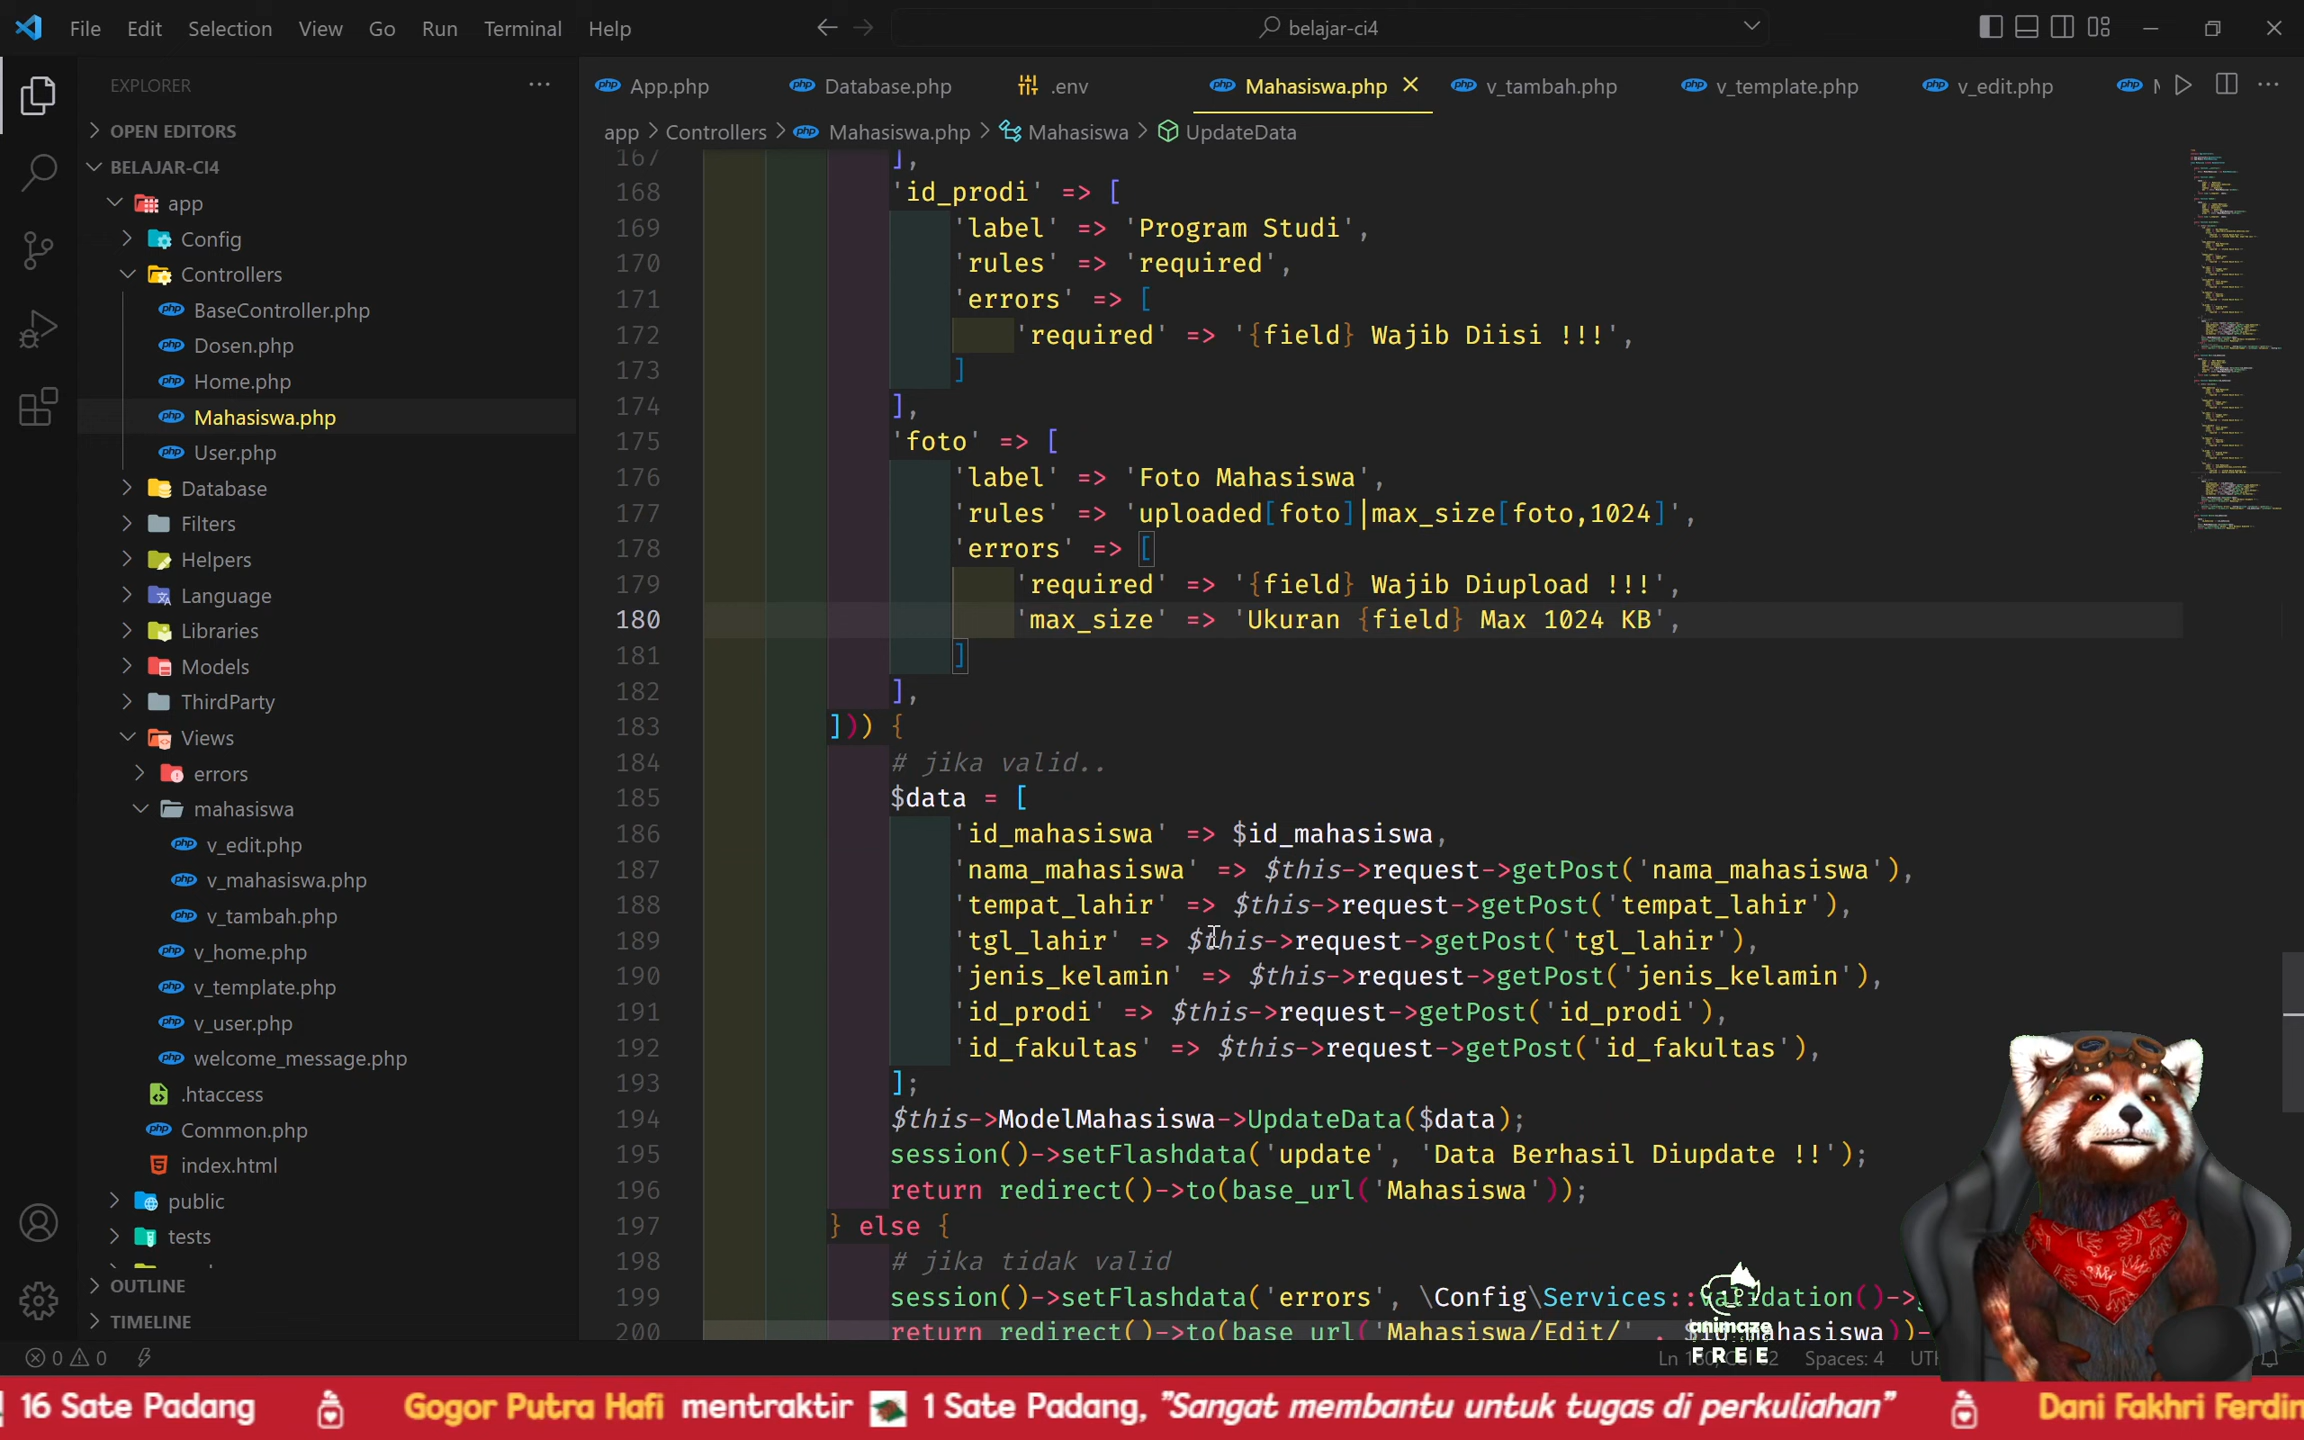 File Edit Selection View Go Run Terminal Help
belajar-ci4
EXPLORER
OPEN EDITORS
BELAJAR-CI4
app
Config
Controllers
BaseController.php
Dosen.php
Home.php
Mahasiswa.php
User.php
Database
Filters
Helpers
Language
Libraries
Models
ThirdParty
Views
errors
mahasiswa
v_edit.php
v_mahasiswa.php
v_tambah.php
v_home.php
v_template.php
v_user.php
welcome_message.php
.htaccess
Common.php
index.html
public
tests
OUTLINE
TIMELINE
App.php Database.php .env Mahasiswa.php v_tambah.php v_template.php v_edit.php
app > Controllers > Mahasiswa.php > Mahasiswa > UpdateData
167 ],
168 'id_prodi' => [
169 'label' => 'Program Studi',
170 'rules' => 'required',
171 'errors' => [
172 'required' => '{field} Wajib Diisi !!!',
173 ]
174 ],
175 'foto' => [
176 'label' => 'Foto Mahasiswa',
177 'rules' => 'uploaded[foto]|max_size[foto,1024]',
178 'errors' => [
179 'required' => '{field} Wajib Diupload !!!',
180 'max_size' => 'Ukuran {field} Max 1024 KB',
181 ]
182 ],
183 ])) {
184 # jika valid..
185 $data = [
186 'id_mahasiswa' => $id_mahasiswa,
187 'nama_mahasiswa' => $this->request->getPost('nama_mahasiswa'),
188 'tempat_lahir' => $this->request->getPost('tempat_lahir'),
189 'tgl_lahir' => $this->request->getPost('tgl_lahir'),
190 'jenis_kelamin' => $this->request->getPost('jenis_kelamin'),
191 'id_prodi' => $this->request->getPost('id_prodi'),
192 'id_fakultas' => $this->request->getPost('id_fakultas'),
193 ];
194 $this->ModelMahasiswa->UpdateData($data);
195 session()->setFlashdata('update', 'Data Berhasil Diupdate !!');
196 return redirect()->to(base_url('Mahasiswa'));
197 } else {
198 # jika tidak valid
199 session()->setFlashdata('errors', \Config\Services::validation()->
200 return redirect()->to(base_url('Mahasiswa/Edit/' . $id_mahasiswa))-
animaze
FREE
0 0
Spaces: 4
16 Sate Padang Gogor Putra Hafi mentraktir 1 Sate Padang, "Sangat membantu untuk tugas di perkuliahan" Dani Fakhri Ferdin